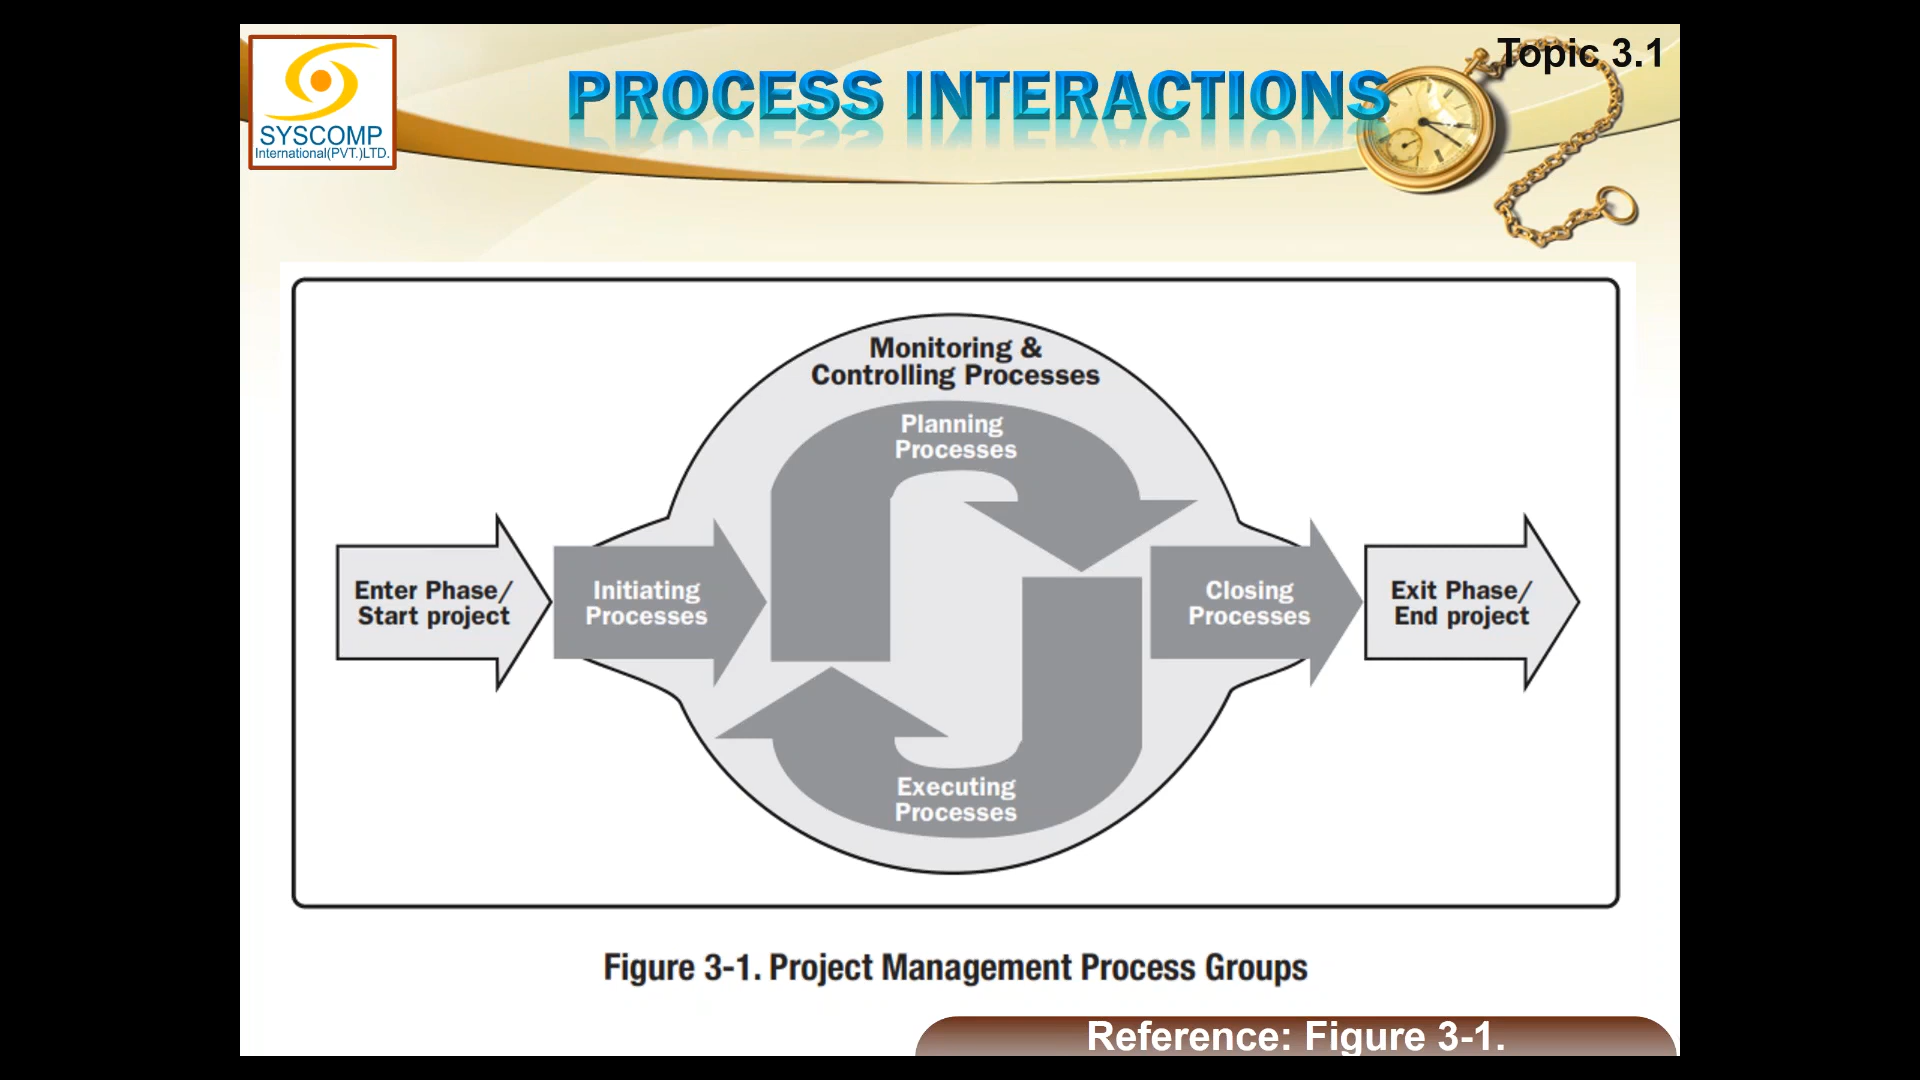 Topic 3.1
PROCESS INTERACTIONS
SYSCOMP
International(PVT.)LTD.
Monitoring &
Controlling Processes
Planning
Processes
Enter Phase/
Start project
Initiating
Processes
Closing
Processes
Exit Phase/
End project
Executing
Processes
Figure 3-1. Project Management Process Groups
Reference: Figure 3-1.